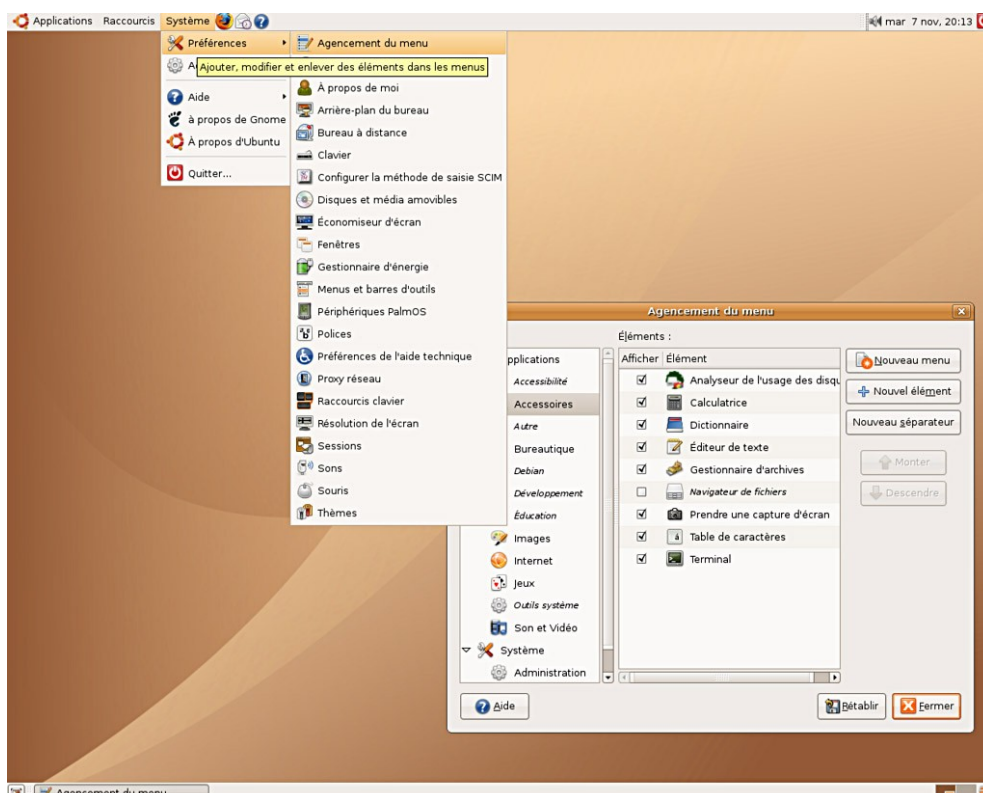 Applications Raccourcis Système
mar 7 nov, 20:13
Préférences
Ajouter, modifier et enlever des éléments dans les menus
Aide
à propos de Gnome
À propos d'Ubuntu
Quitter...
Agencement du menu
À propos de moi
Arrière-plan du bureau
Bureau à distance
Clavier
Configurer la méthode de saisie SCIM
Disques et média amovibles
Économiseur d'écran
Fenêtres
Gestionnaire d'énergie
Menus et barres d'outils
Périphériques PalmOS
Polices
Préférences de l'aide technique
Proxy réseau
Raccourcis clavier
Résolution de l'écran
Sessions
Sons
Souris
Thèmes
Agencement du menu
Éléments :
pplications
Accessibilité
Accessoires
Autre
Bureautique
Debian
Développement
Éducation
Images
Internet
Jeux
Outils système
Son et Vidéo
Système
Administration
Afficher Élément
Analyseur de l'usage des disqu
Calculatrice
Dictionnaire
Éditeur de texte
Gestionnaire d'archives
Navigateur de fichiers
Prendre une capture d'écran
Table de caractères
Terminal
Nouveau menu
Nouvel élément
Nouveau séparateur
Monter
Descendre
Aide
Rétablir
Fermer
Agencement du menu